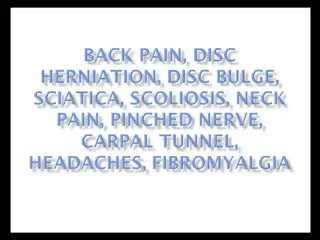 BACK PAIN, DISC
HERNIATION, DISC BULGE,
SCIATICA, SCOLIOSIS, NECK
PAIN, PINCHED NERVE,
CARPAL TUNNEL,
HEADACHES, FIBROMYALGIA